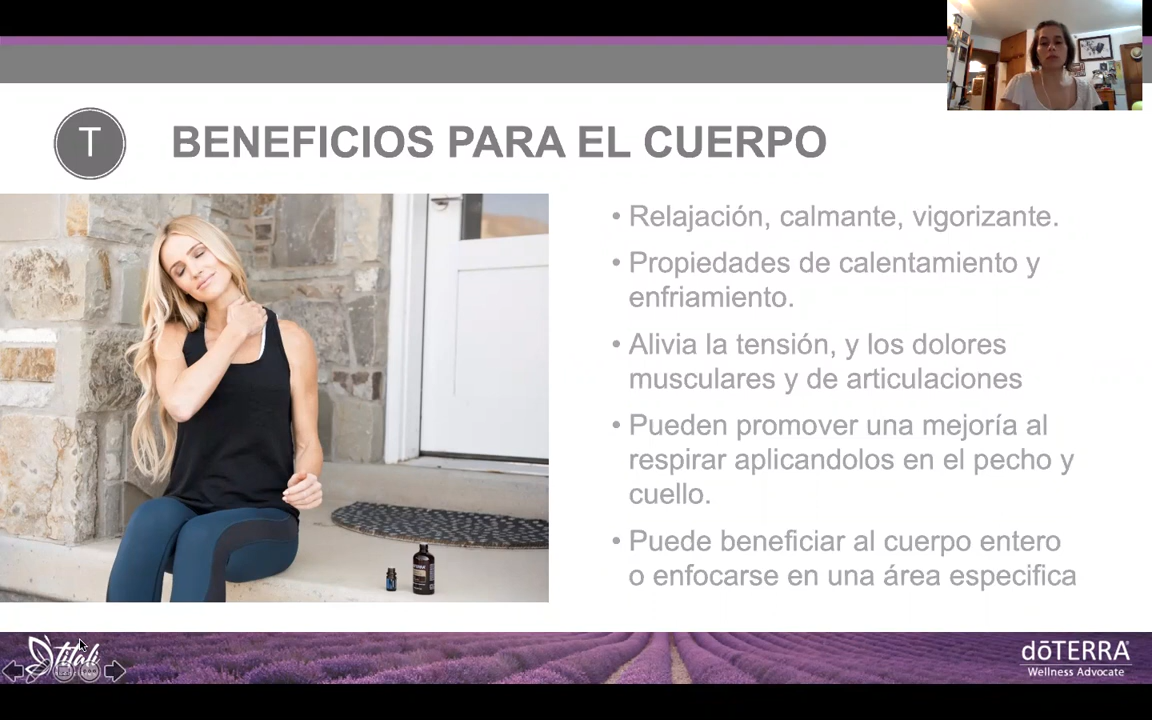 T
BENEFICIOS PARA EL CUERPO
• Relajación, calmante, vigorizante.
• Propiedades de calentamiento y
enfriamiento.
• Alivia la tensión, y los dolores
musculares y de articulaciones
• Pueden promover una mejoría al
respirar aplicandolos en el pecho y
cuello.
• Puede beneficiar al cuerpo entero
o enfocarse en una área especifica
titali
dōTERRA
Wellness Advocate